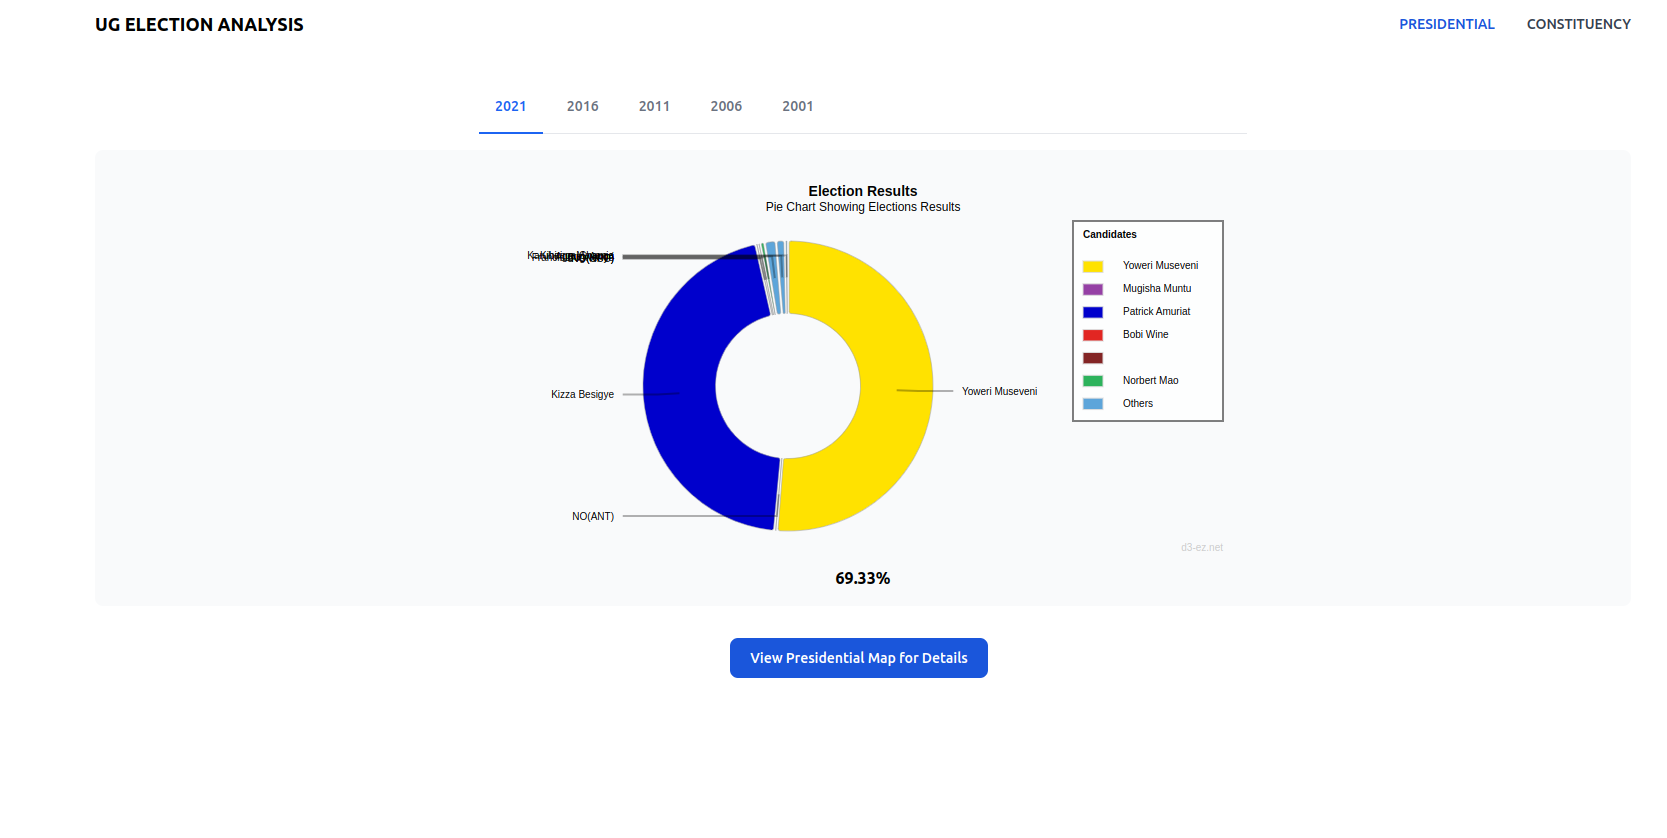 UG ELECTION ANALYSIS
PRESIDENTIAL CONSTITUENCY
2021 2016 2011 2006 2001
Election Results
Pie Chart Showing Elections Results
Candidates
Yoweri Museveni
Mugisha Muntu
Patrick Amuriat
Bobi Wine
Norbert Mao
Others
Kizza Besigye
Yoweri Museveni
NO(ANT)
d3-ez.net
69.33%
View Presidential Map for Details